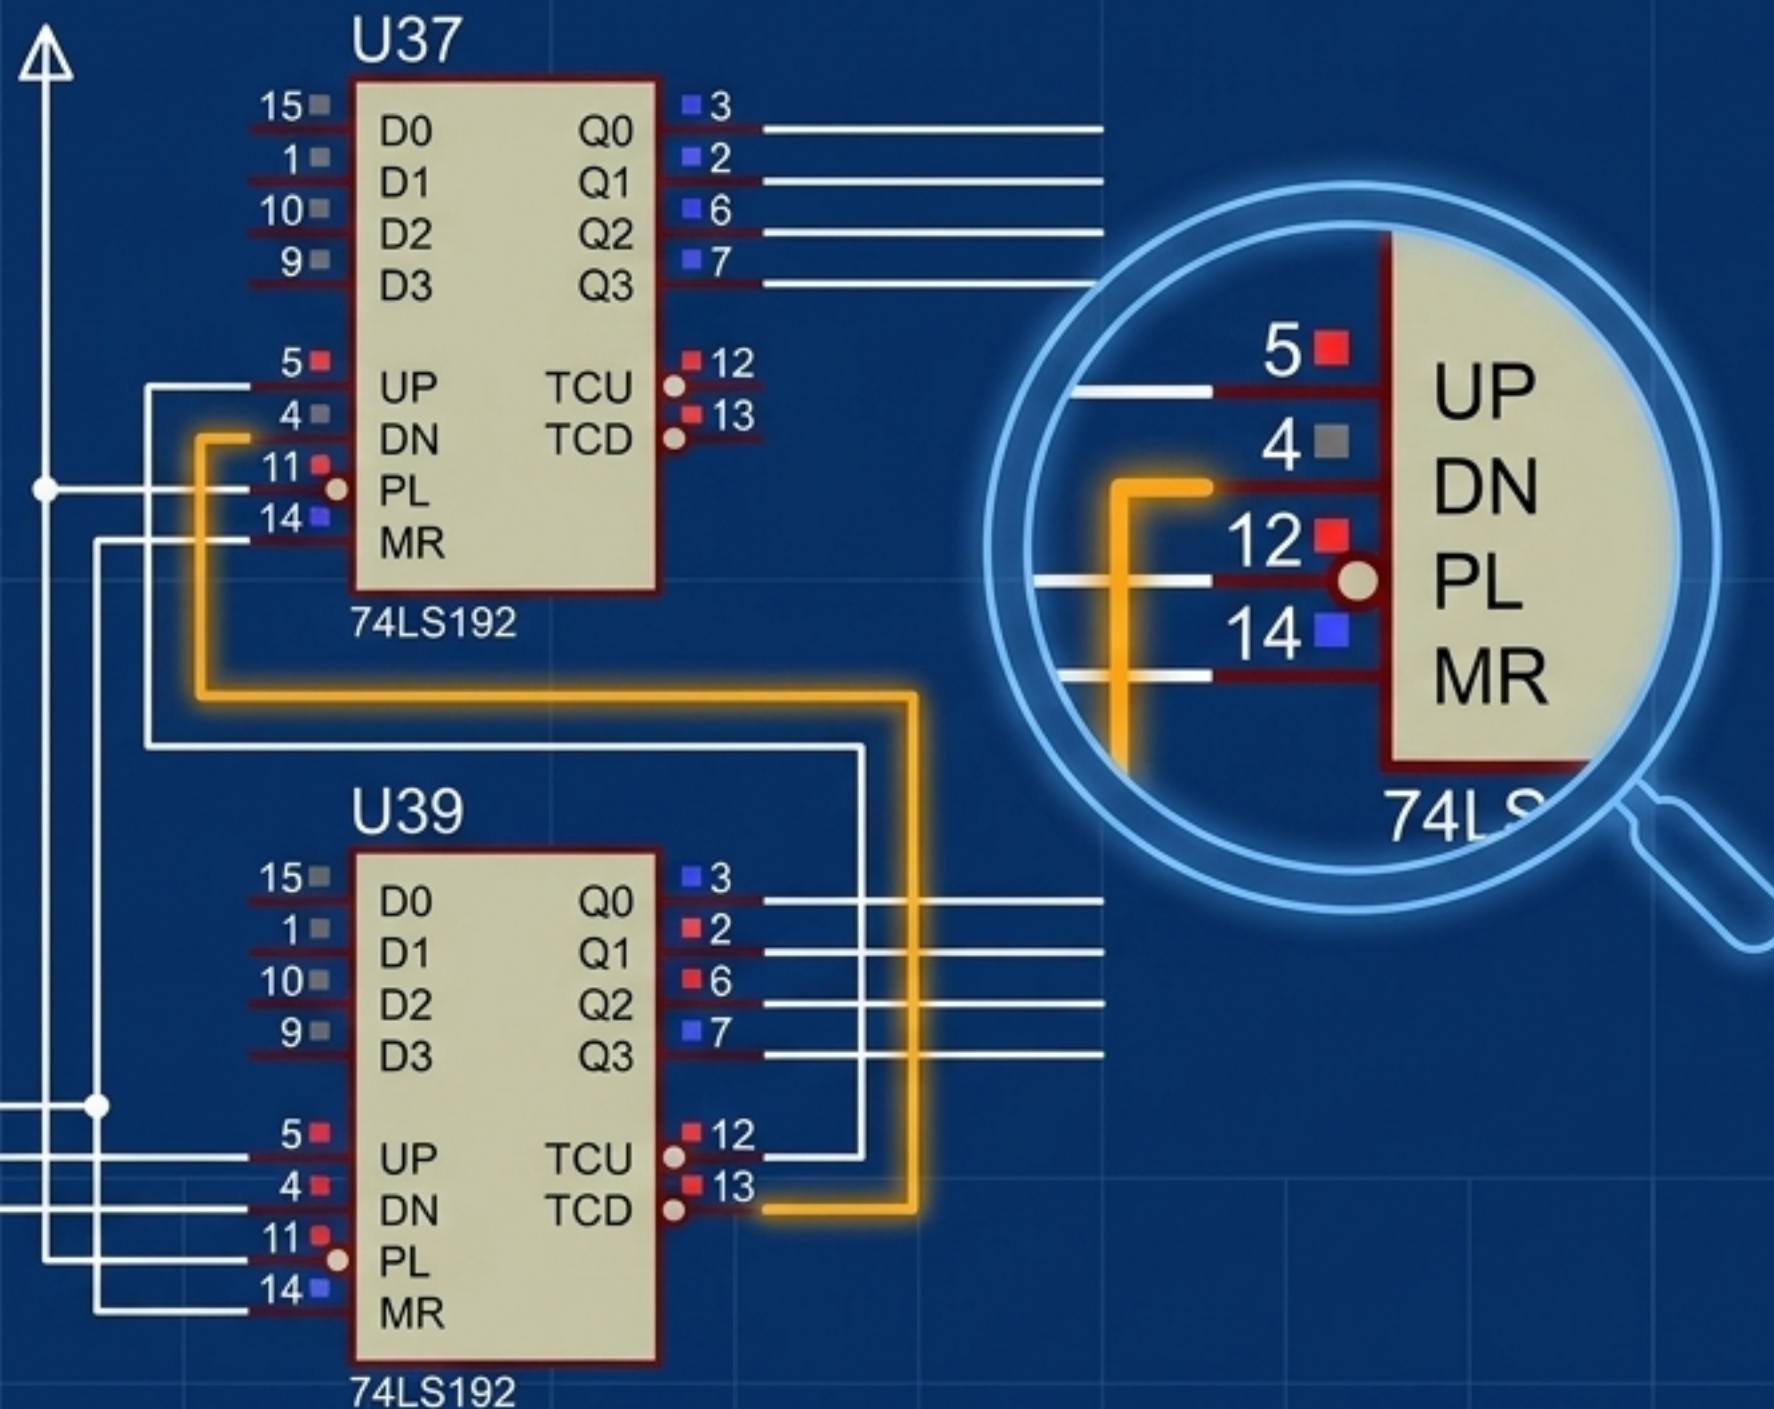 U37
15 D0 Q0 3
1 D1 Q1 2
10 D2 Q2 6
9 D3 Q3 7
5 UP TCU 12
4 DN TCD 13
11 PL
14 MR
74LS192
5 UP
4 DN
12 PL
14 MR
74LS
U39
15 D0 Q0 3
1 D1 Q1 2
10 D2 Q2 6
9 D3 Q3 7
5 UP TCU 12
4 DN TCD 13
11 PL
14 MR
74LS192